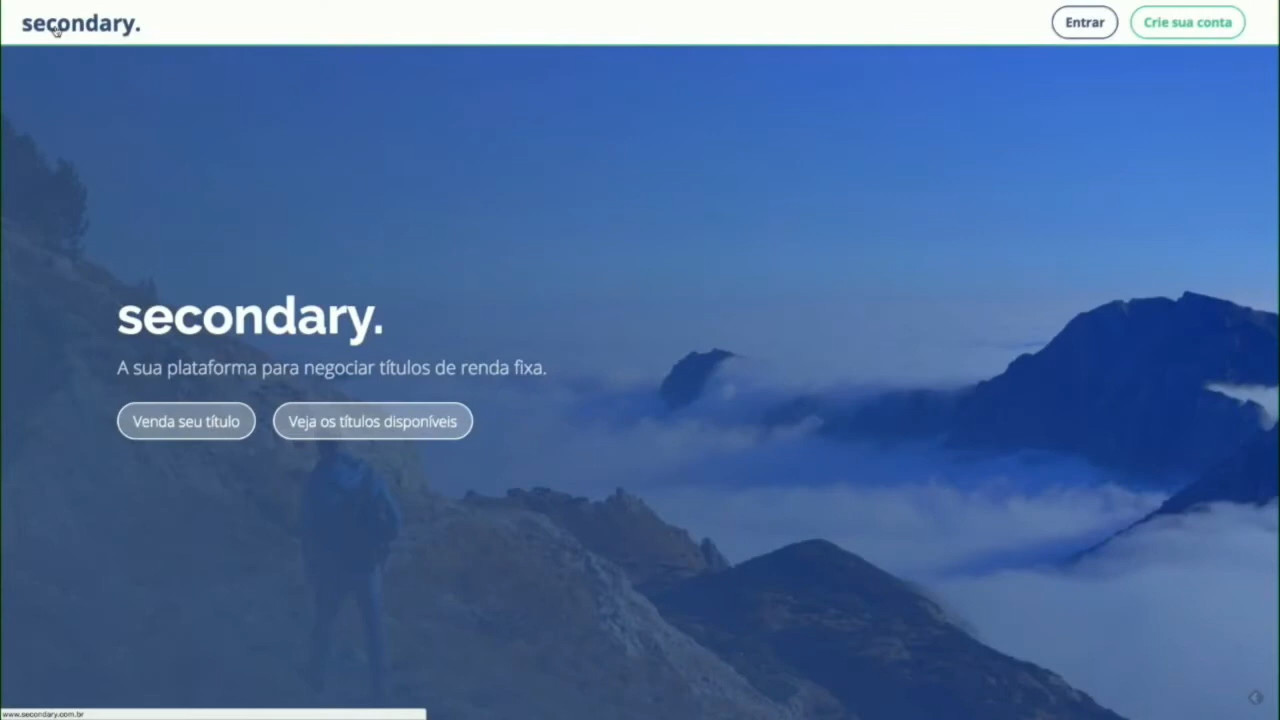 secondary.
Entrar
Crie sua conta
secondary.
A sua plataforma para negociar títulos de renda fixa.
Venda seu título
Veja os títulos disponíveis
www.secondary.com.br